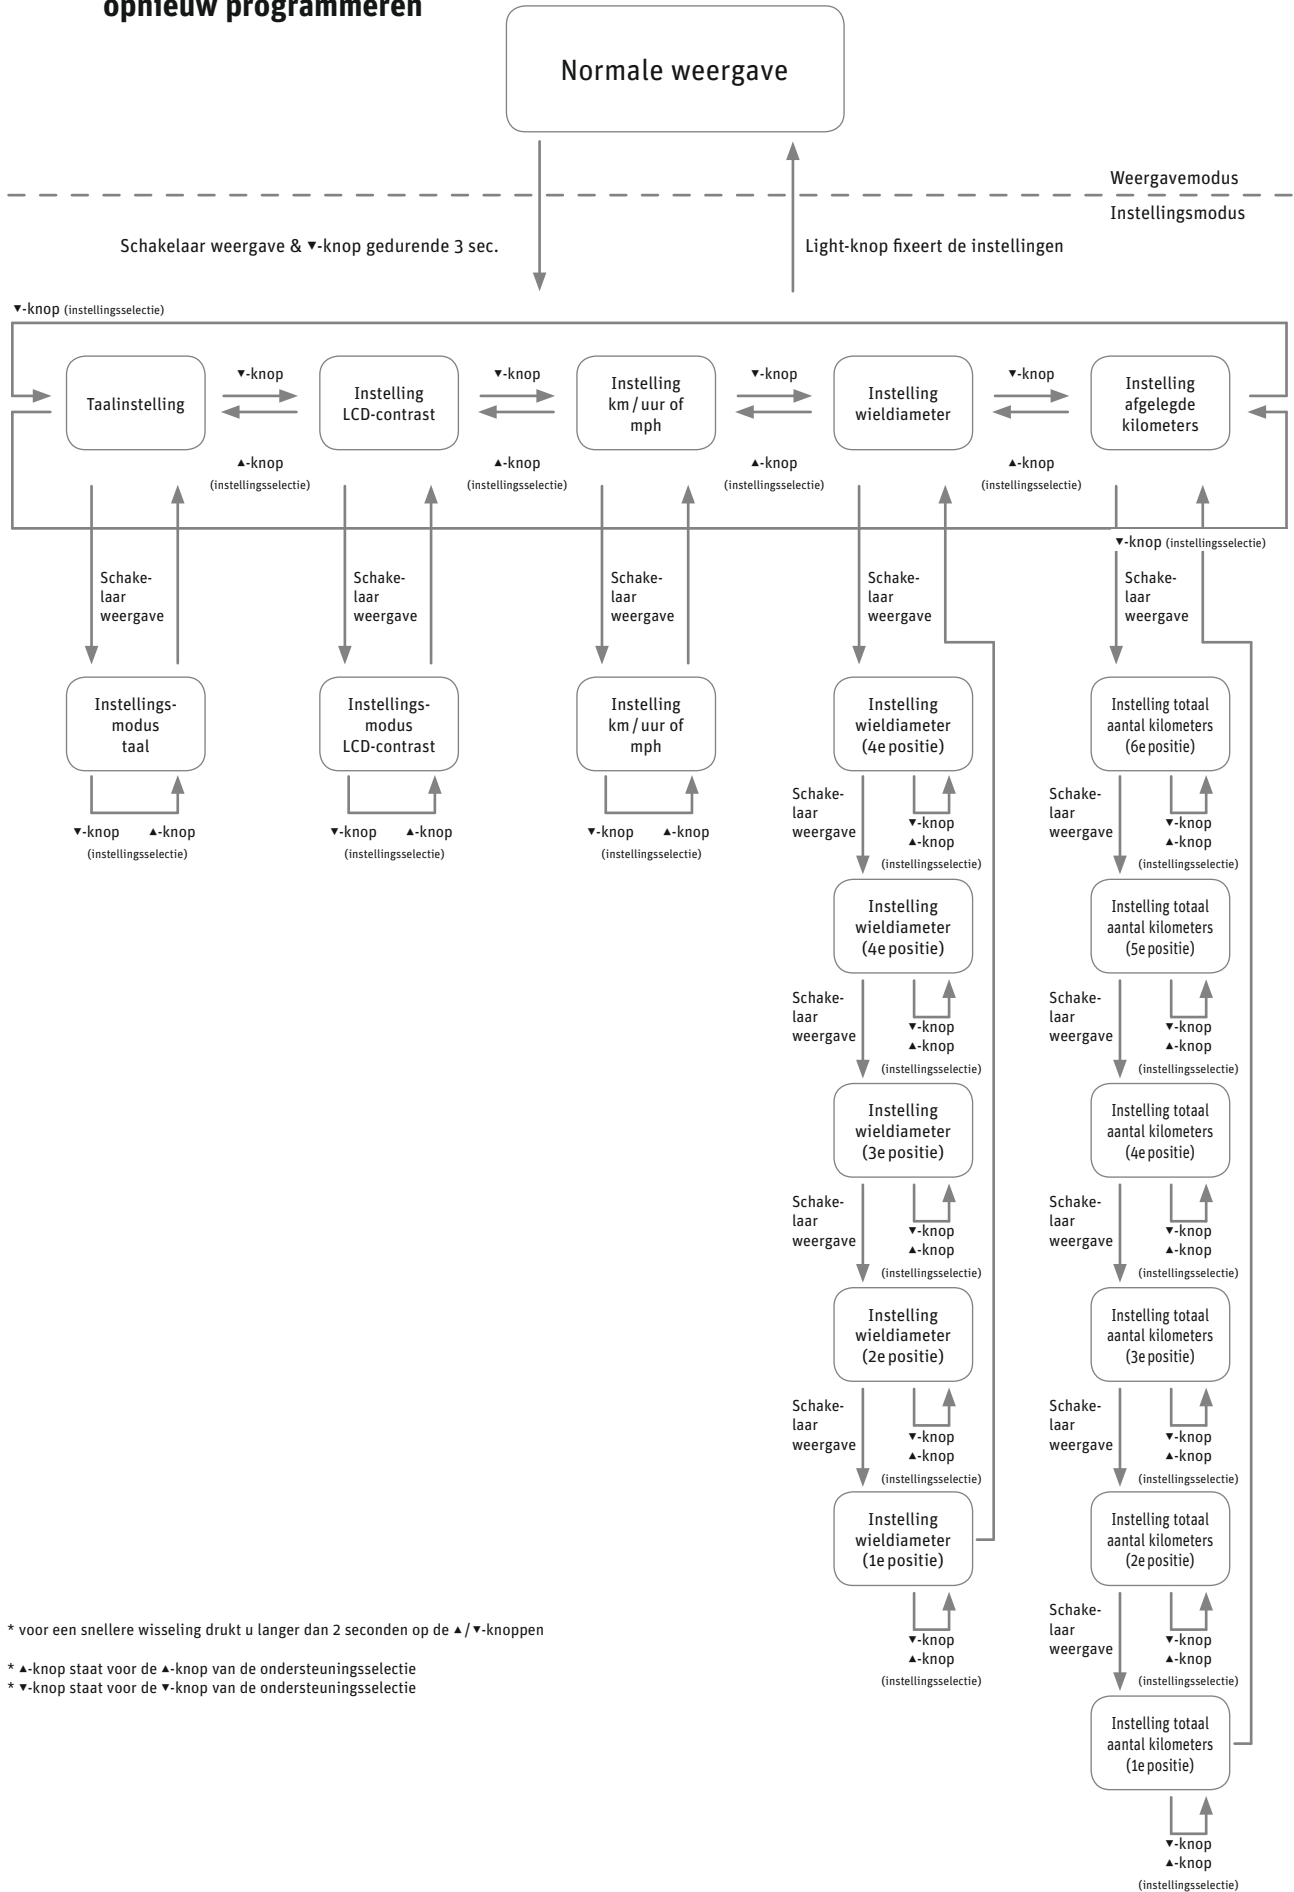 opnieuw programmeren
Normale weergave
Weergavemodus
Instellingsmodus
Schakelaar weergave & ▼-knop gedurende 3 sec.
Light-knop fixeert de instellingen
▼-knop (instellingsselectie)
Taalinstelling
▼-knop
▲-knop
(instellingsselectie)
Instelling
LCD-contrast
▼-knop
▲-knop
(instellingsselectie)
Instelling
km/uur of
mph
▼-knop
▲-knop
(instellingsselectie)
Instelling
wieldiameter
▼-knop
▲-knop
(instellingsselectie)
Instelling
afgelegde
kilometers
▼-knop (instellingsselectie)
Schake-
laar
weergave
Schake-
laar
weergave
Schake-
laar
weergave
Schake-
laar
weergave
Schake-
laar
weergave
Instellings-
modus
taal
▼-knop ▲-knop
(instellingsselectie)
Instellings-
modus
LCD-contrast
▼-knop ▲-knop
(instellingsselectie)
Instelling
km/uur of
mph
▼-knop ▲-knop
(instellingsselectie)
Instelling
wieldiameter
(4e positie)
Schake-
laar
weergave
▼-knop
▲-knop
(instellingsselectie)
Instelling
wieldiameter
(4e positie)
Schake-
laar
weergave
▼-knop
▲-knop
(instellingsselectie)
Instelling
wieldiameter
(3e positie)
Schake-
laar
weergave
▼-knop
▲-knop
(instellingsselectie)
Instelling
wieldiameter
(2e positie)
Schake-
laar
weergave
▼-knop
▲-knop
(instellingsselectie)
Instelling
wieldiameter
(1e positie)
▼-knop
▲-knop
(instellingsselectie)
Instelling totaal
aantal kilometers
(6e positie)
Schake-
laar
weergave
▼-knop
▲-knop
(instellingsselectie)
Instelling totaal
aantal kilometers
(5e positie)
Schake-
laar
weergave
▼-knop
▲-knop
(instellingsselectie)
Instelling totaal
aantal kilometers
(4e positie)
Schake-
laar
weergave
▼-knop
▲-knop
(instellingsselectie)
Instelling totaal
aantal kilometers
(3e positie)
Schake-
laar
weergave
▼-knop
▲-knop
(instellingsselectie)
Instelling totaal
aantal kilometers
(2e positie)
Schake-
laar
weergave
▼-knop
▲-knop
(instellingsselectie)
Instelling totaal
aantal kilometers
(1e positie)
▼-knop
▲-knop
(instellingsselectie)
* voor een snellere wisseling drukt u langer dan 2 seconden op de ▲/▼-knoppen
* ▲-knop staat voor de ▲-knop van de ondersteuningsselectie
* ▼-knop staat voor de ▼-knop van de ondersteuningsselectie